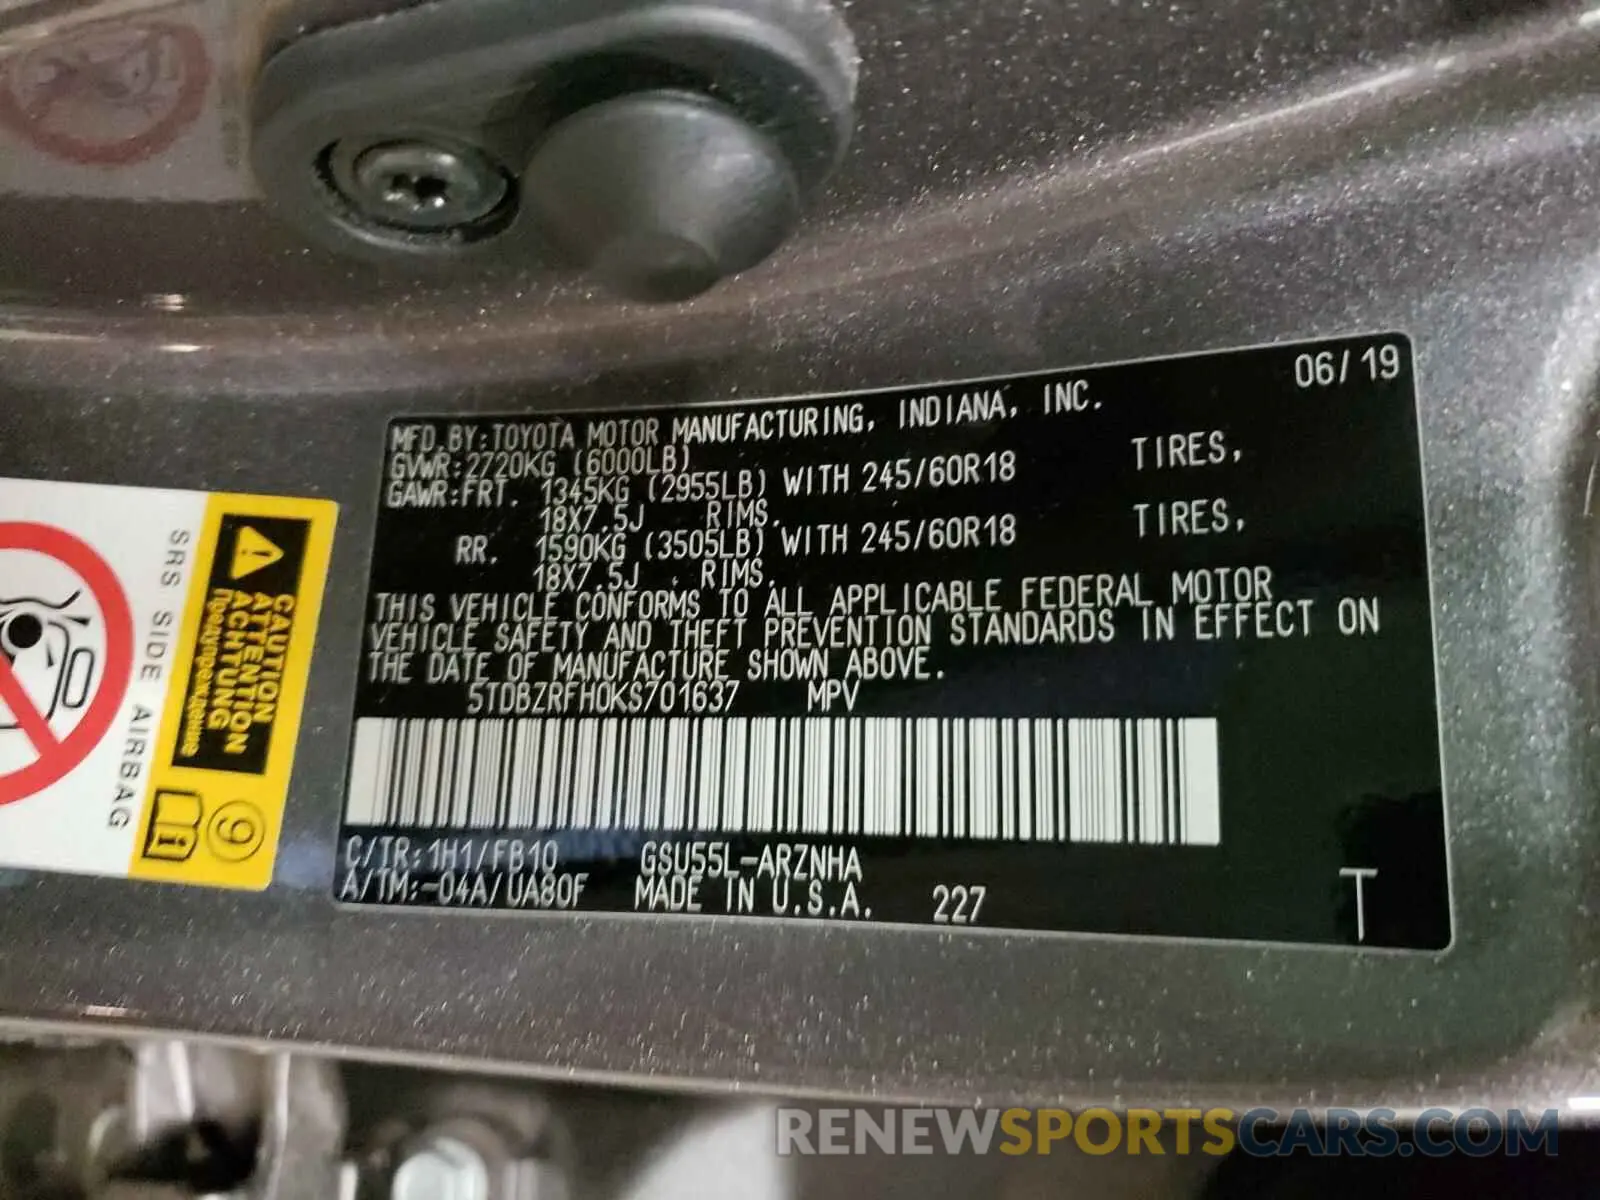 06/19
MFD.BY:TOYOTA MOTOR MANUFACTURING, INDIANA, INC.
GVWR:2720KG (6000LB)
GAWR:FRT. 1345KG (2955LB) WITH 245/60R18 TIRES,
18X7.5J RIMS.
RR. 1590KG (3505LB) WITH 245/60R18 TIRES,
18X7.5J . RIMS.
THIS VEHICLE CONFORMS TO ALL APPLICABLE FEDERAL MOTOR
VEHICLE SAFETY AND THEFT PREVENTION STANDARDS IN EFFECT ON
THE DATE OF MANUFACTURE SHOWN ABOVE.
5TDBZRFH0KS701637 MPV
C/TR:1H1/FB10 GSU55L-ARZNHA
A/TM:-04A/UA80F MADE IN U.S.A. 227 T
CAUTION
ATTENTION
ACHTUNG
Предупреждение
SRS SIDE AIRBAG
9
RENEWSPORTSCARS.COM